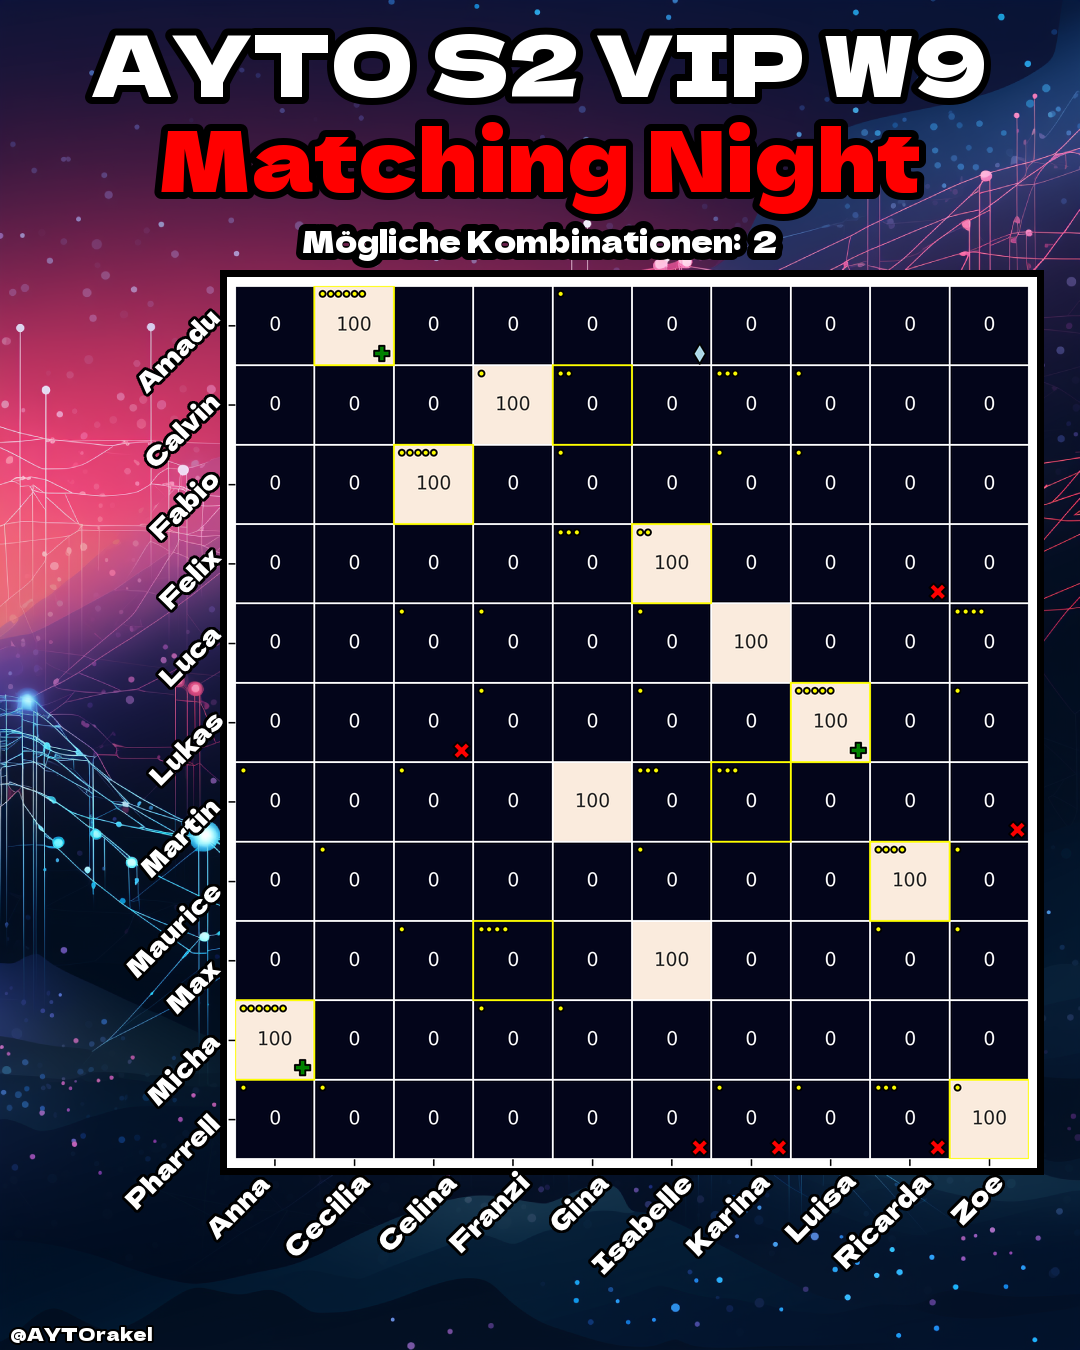 AYTO S2 VIP W9
Matching Night
Mögliche Kombinationen: 2
Amadu 0 100 0 0 0 0 0 0 0 0
Calvin 0 0 0 100 0 0 0 0 0 0
Fabio 0 0 100 0 0 0 0 0 0 0
Felix 0 0 0 0 0 100 0 0 0 0
Luca 0 0 0 0 0 0 100 0 0 0
Lukas 0 0 0 0 0 0 0 100 0 0
Martin 0 0 0 0 100 0 0 0 0 0
Maurice 0 0 0 0 0 0 0 0 100 0
Max 0 0 0 0 0 100 0 0 0 0
Micha 100 0 0 0 0 0 0 0 0 0
Pharrell 0 0 0 0 0 0 0 0 0 100
Anna Cecilia Celina Franzi Gina Isabelle Karina Luisa Ricarda Zoe
@AYTOrakel